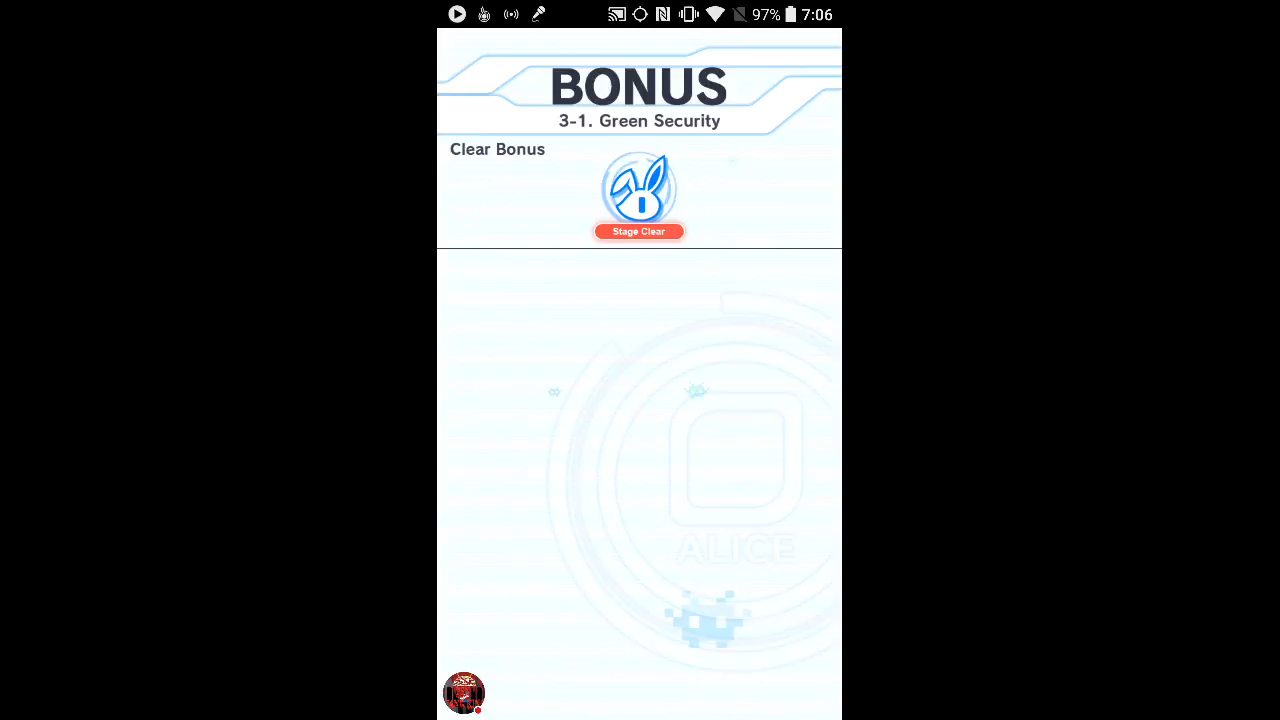 97% 7:06
BONUS
3-1. Green Security
Clear Bonus
Stage Clear
ALICE